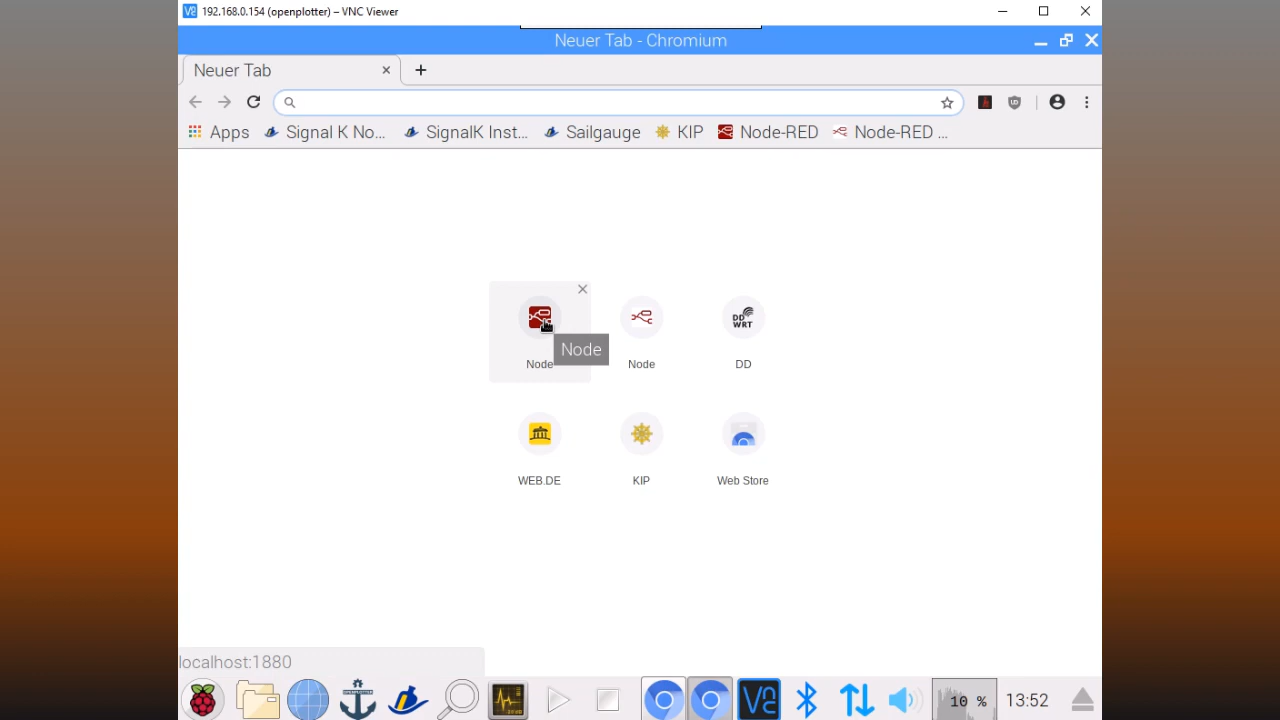 192.168.0.154 (openplotter) – VNC Viewer
Neuer Tab - Chromium
Neuer Tab
Apps Signal K No... SignalK Inst... Sailgauge KIP Node-RED Node-RED ...
DD WRT
Node
Node Node DD
WEB.DE KIP Web Store
localhost:1880
OPENPLOTTER
10 % 13:52